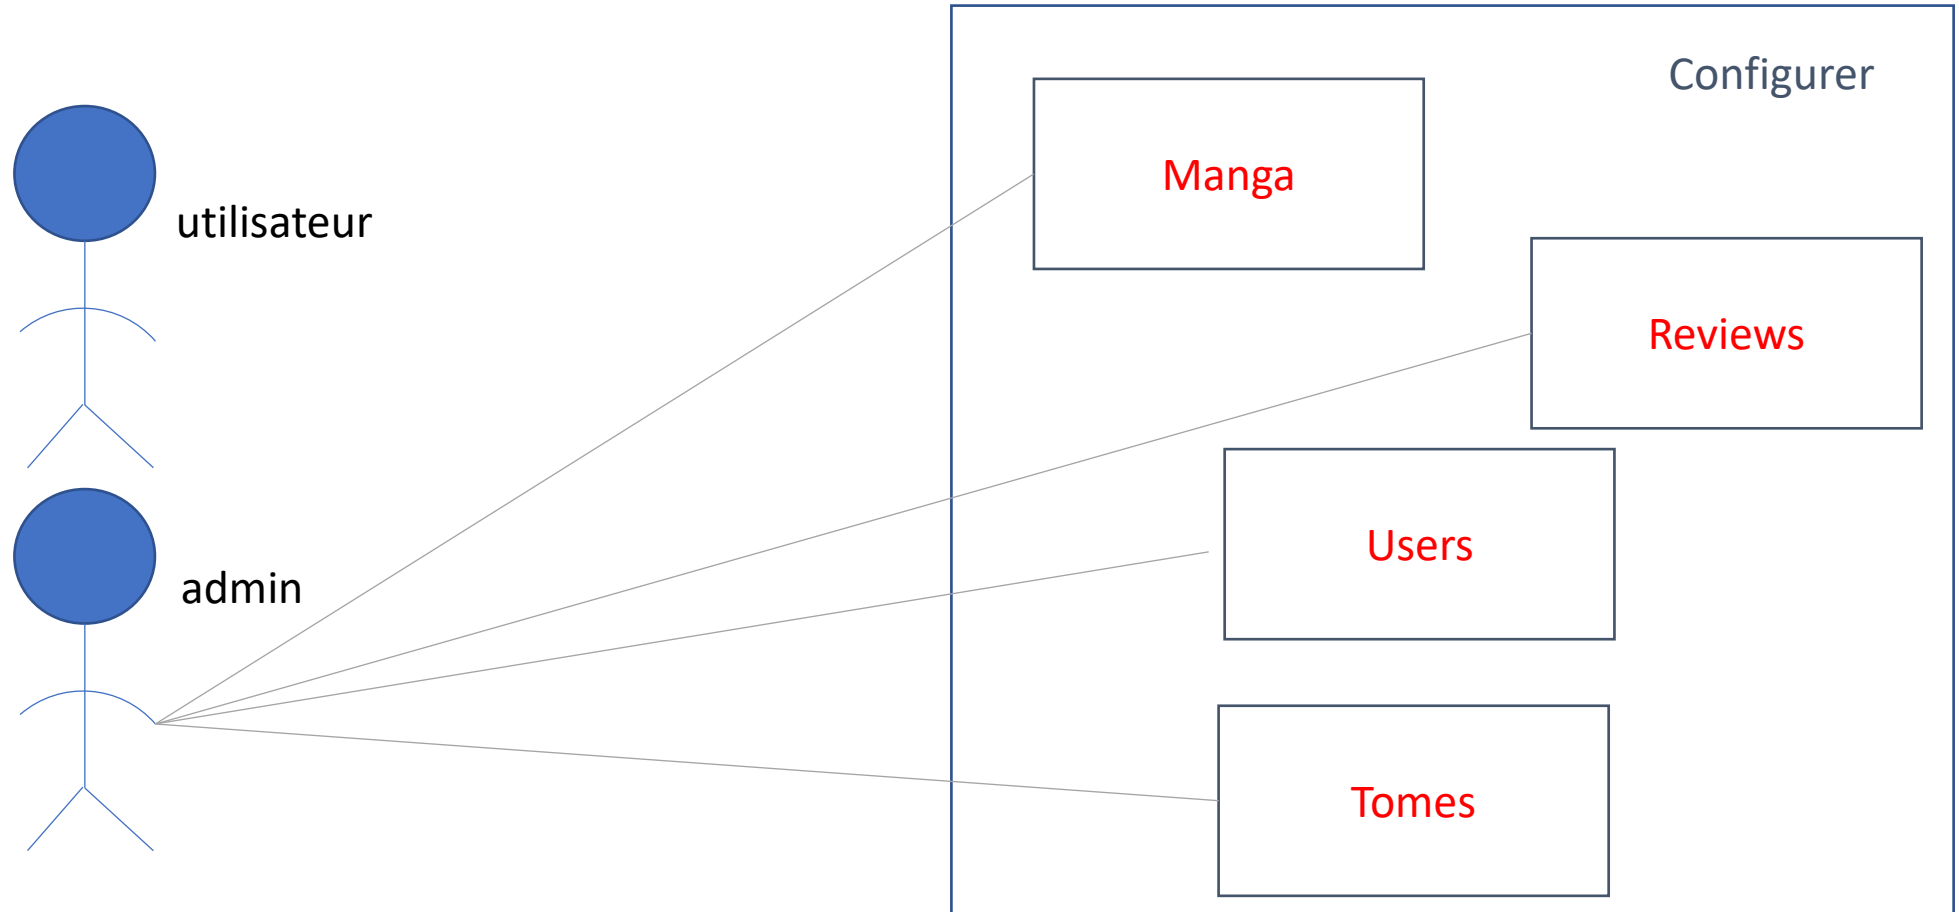 Configurer
Manga
utilisateur
Reviews
Users
admin
Tomes